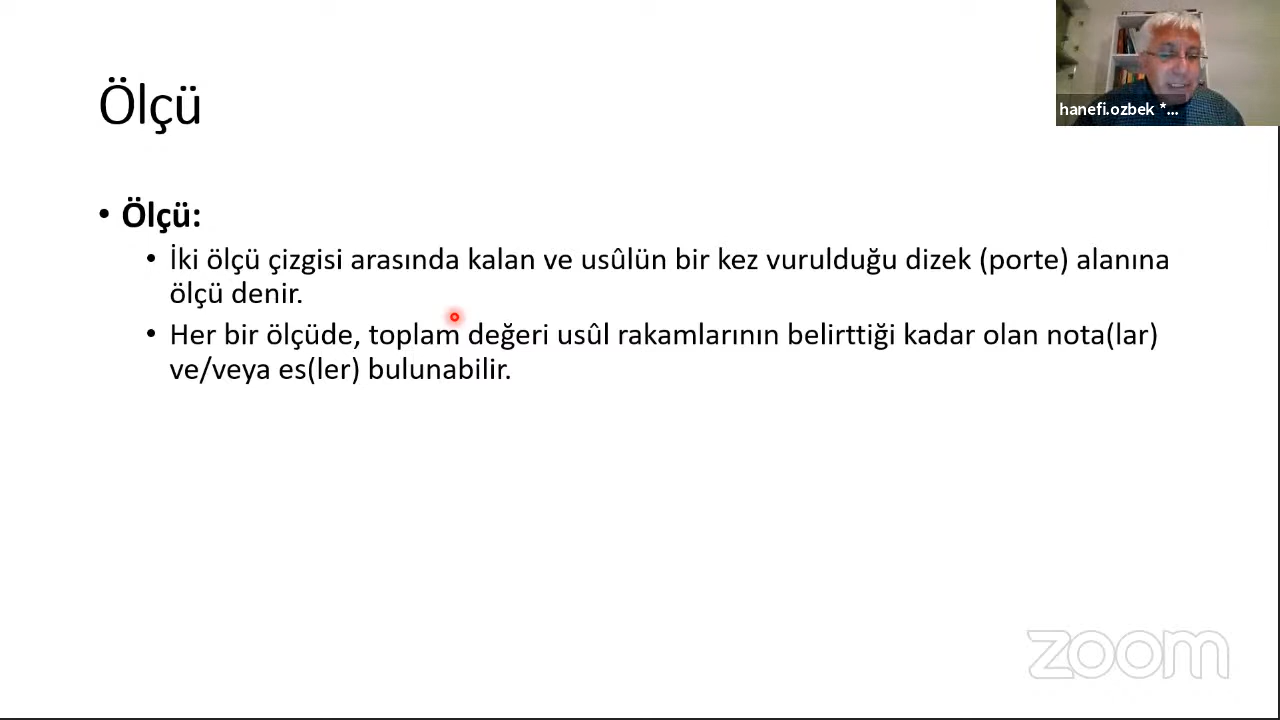 Ölçü
hanefi.ozbek *...
• Ölçü:
• İki ölçü çizgisi arasında kalan ve usûlün bir kez vurulduğu dizek (porte) alanına
ölçü denir.
• Her bir ölçüde, toplam değeri usûl rakamlarının belirttiği kadar olan nota(lar)
ve/veya es(ler) bulunabilir.
zoom